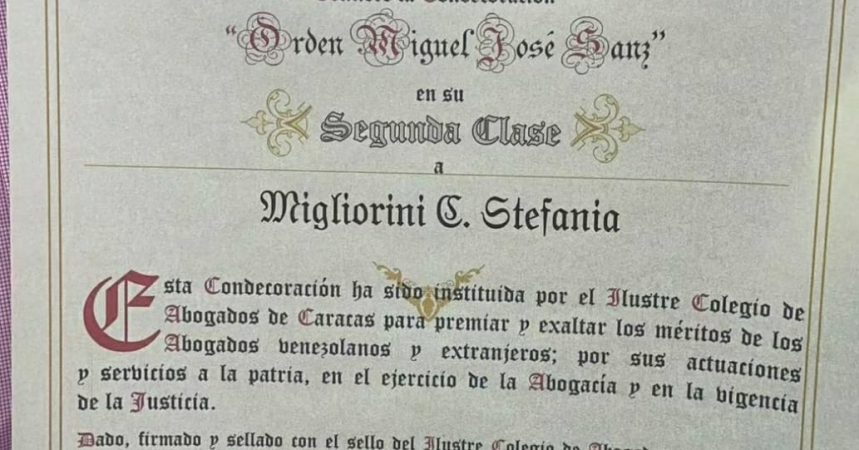 “Orden Miguel José Sanz”
en su
Segunda Clase
a
Migliorini C. Stefania
Esta Condecoración ha sido instituida por el Ilustre Colegio de
Abogados de Caracas para premiar y exaltar los méritos de los
Abogados venezolanos y extranjeros; por sus actuaciones
y servicios a la patria, en el ejercicio de la Abogacía y en la vigencia
de la Justicia.
Dado, firmado y sellado con el sello del Ilustre Colegio de